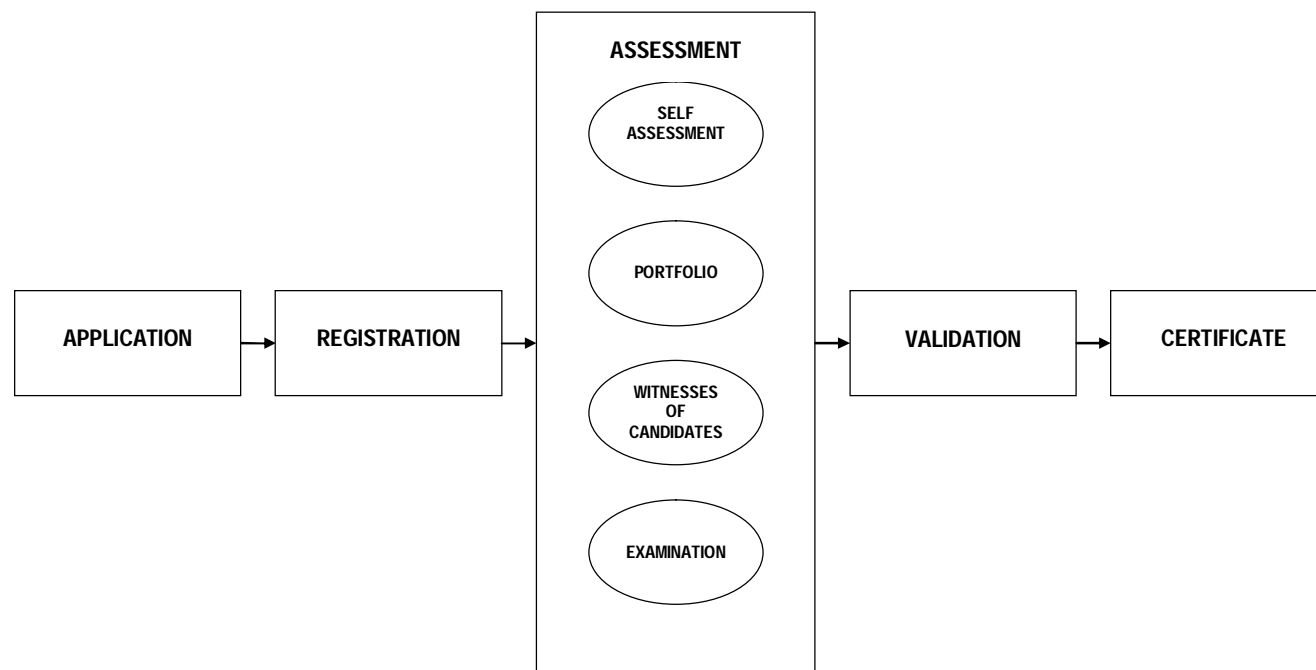 APPLICATION
REGISTRATION
ASSESSMENT
SELF
ASSESSMENT
PORTFOLIO
WITNESSES
OF
CANDIDATES
EXAMINATION
VALIDATION
CERTIFICATE